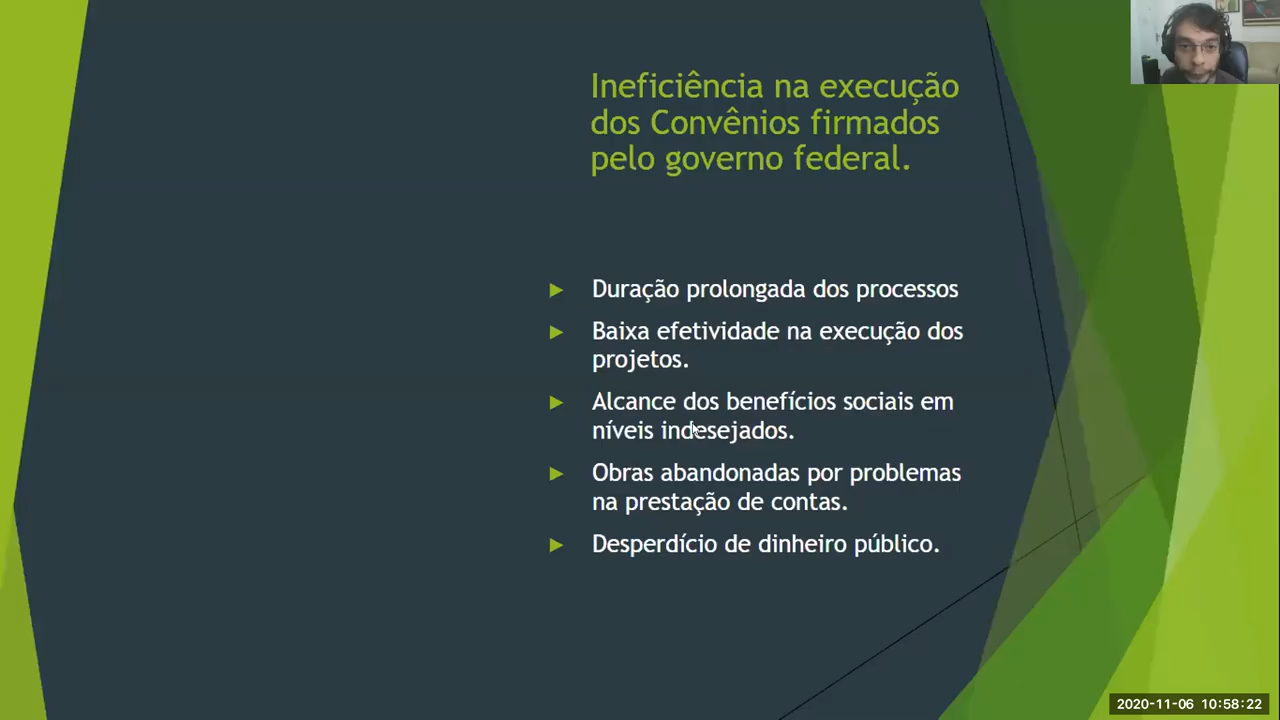 Ineficiência na execução
dos Convênios firmados
pelo governo federal.
Duração prolongada dos processos
Baixa efetividade na execução dos
projetos.
Alcance dos benefícios sociais em
níveis indesejados.
Obras abandonadas por problemas
na prestação de contas.
Desperdício de dinheiro público.
2020-11-06 10:58:22